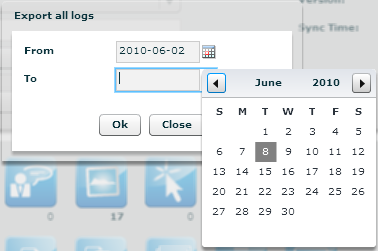 Export all logs
Version:
Sync Time:
From 2010-06-02
To
Ok Close
June 2010
S M T W T F S
1 2 3 4 5
6 7 8 9 10 11 12
13 14 15 16 17 18 19
20 21 22 23 24 25 26
27 28 29 30
0 17 0